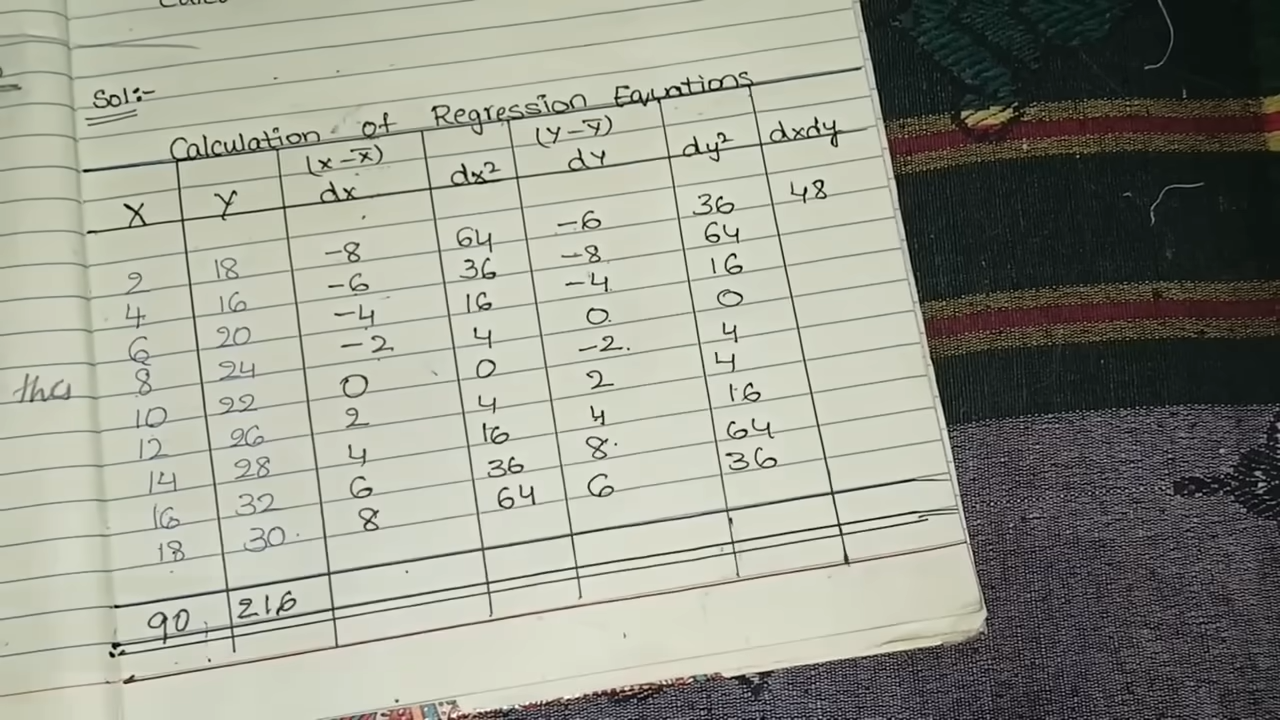 Sol:-
Calculation of Regression Equations
X Y (x-x̄) dx dx² (Y-Y̅) dy dy² dxdy
2 18 -8 64 -6 36 48
4 16 -6 36 -8 64
6 20 -4 16 -4 16
8 24 -2 4 0 0
10 22 0 0 -2 4
12 26 2 4 2 4
14 28 4 16 4 16
16 32 6 36 8 64
18 30 8 64 6 36
90 216